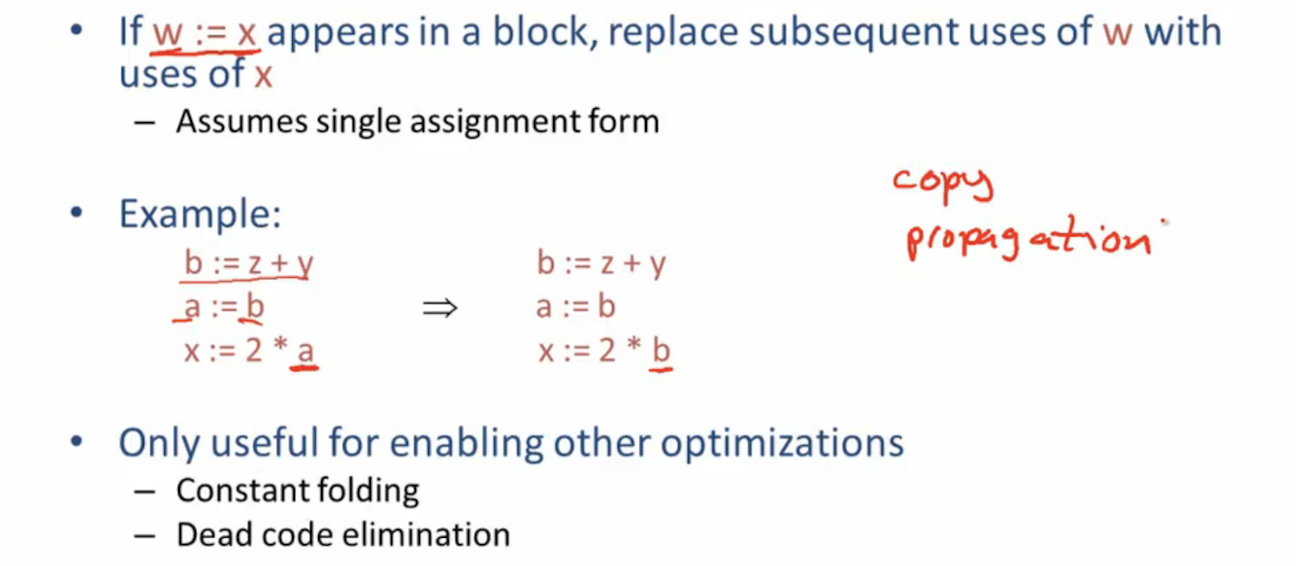 • If w := x appears in a block, replace subsequent uses of w with
uses of x
– Assumes single assignment form
copy
propagation
• Example:
b := z + y
a := b
x := 2 * a
⇒
b := z + y
a := b
x := 2 * b
• Only useful for enabling other optimizations
– Constant folding
– Dead code elimination